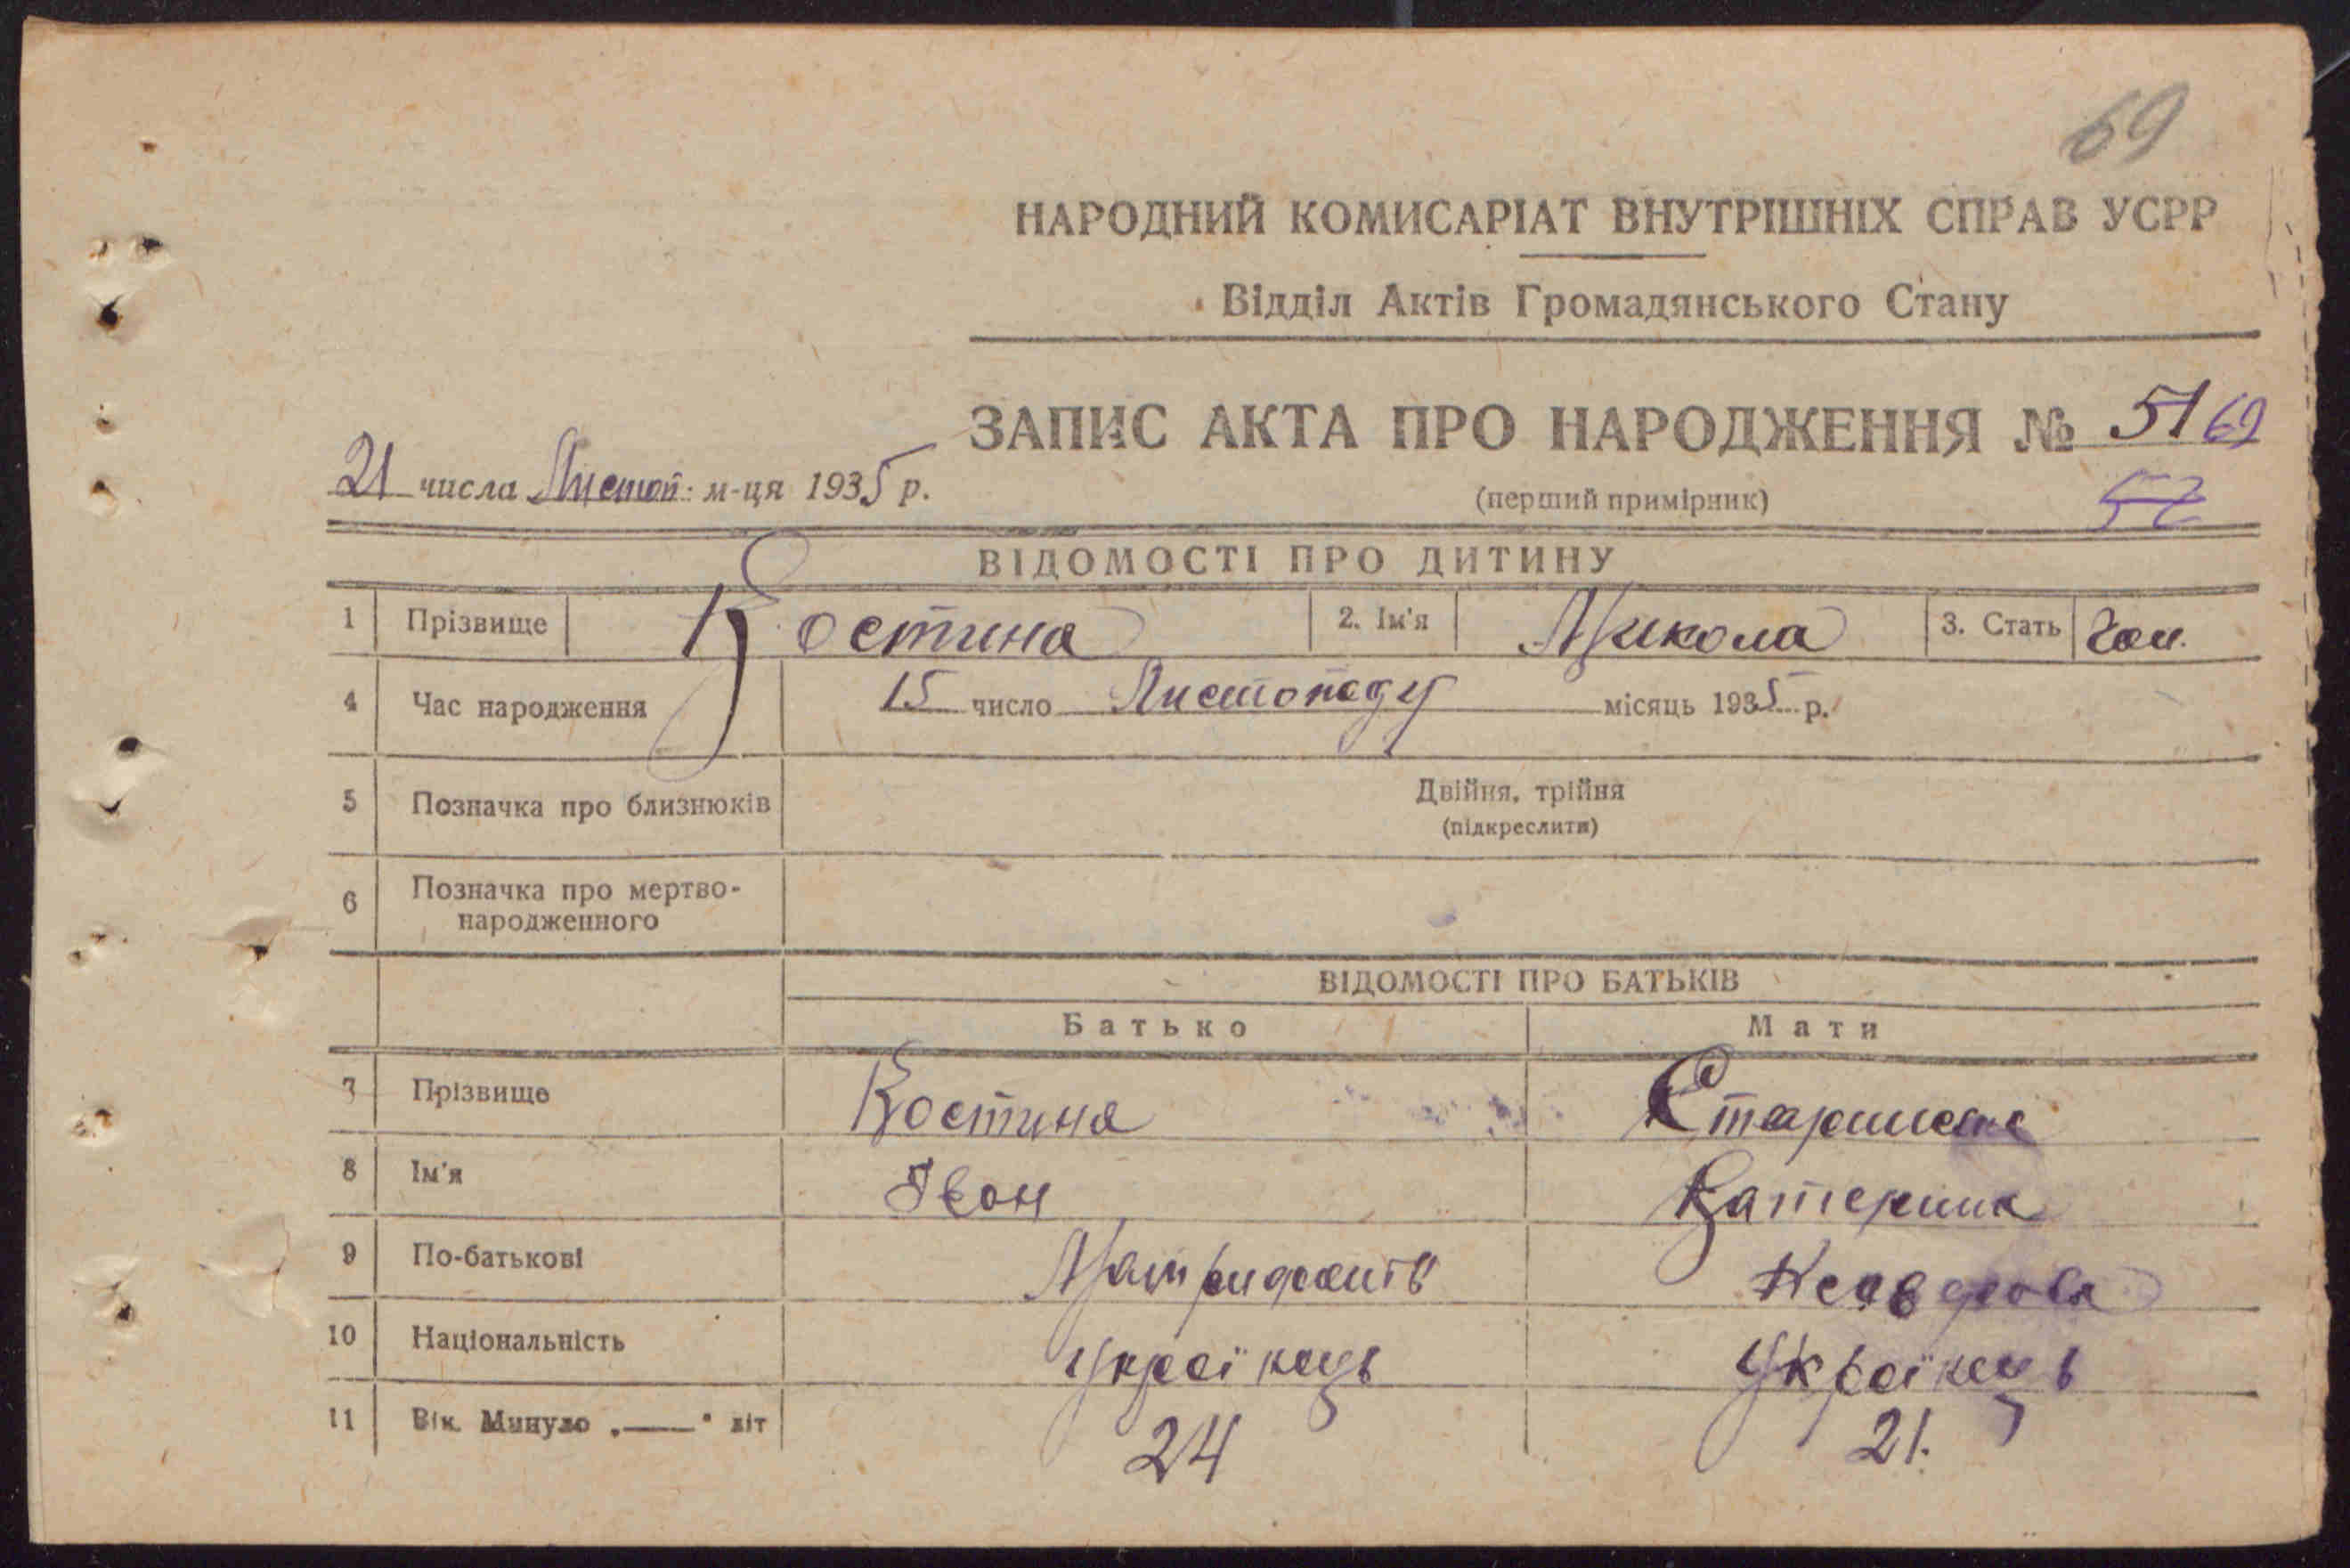 69
НАРОДНИЙ КОМИСАРІАТ ВНУТРІШНІХ СПРАВ УСРР
Відділ Актів Громадянського Стану
ЗАПИС АКТА ПРО НАРОДЖЕННЯ № 51 69
21 числа Листоп. м-ця 1935 р.
(перший примірник) 52
ВІДОМОСТІ ПРО ДИТИНУ
1 Прізвище Костина 2. Ім'я Микола 3. Стать Чол.
4 Час народження 15 число Листопаду місяць 1935 р.
5 Позначка про близнюків Двійня, трійня
(підкреслити)
6 Позначка про мертво-
народженного
ВІДОМОСТІ ПРО БАТЬКІВ
Батько Мати
7 Прізвище Костина
8 Ім'я Іван Катерина
9 По-батькові
10 Національність Українець Українець
11 Вік. Минуло „—" літ 24 21.